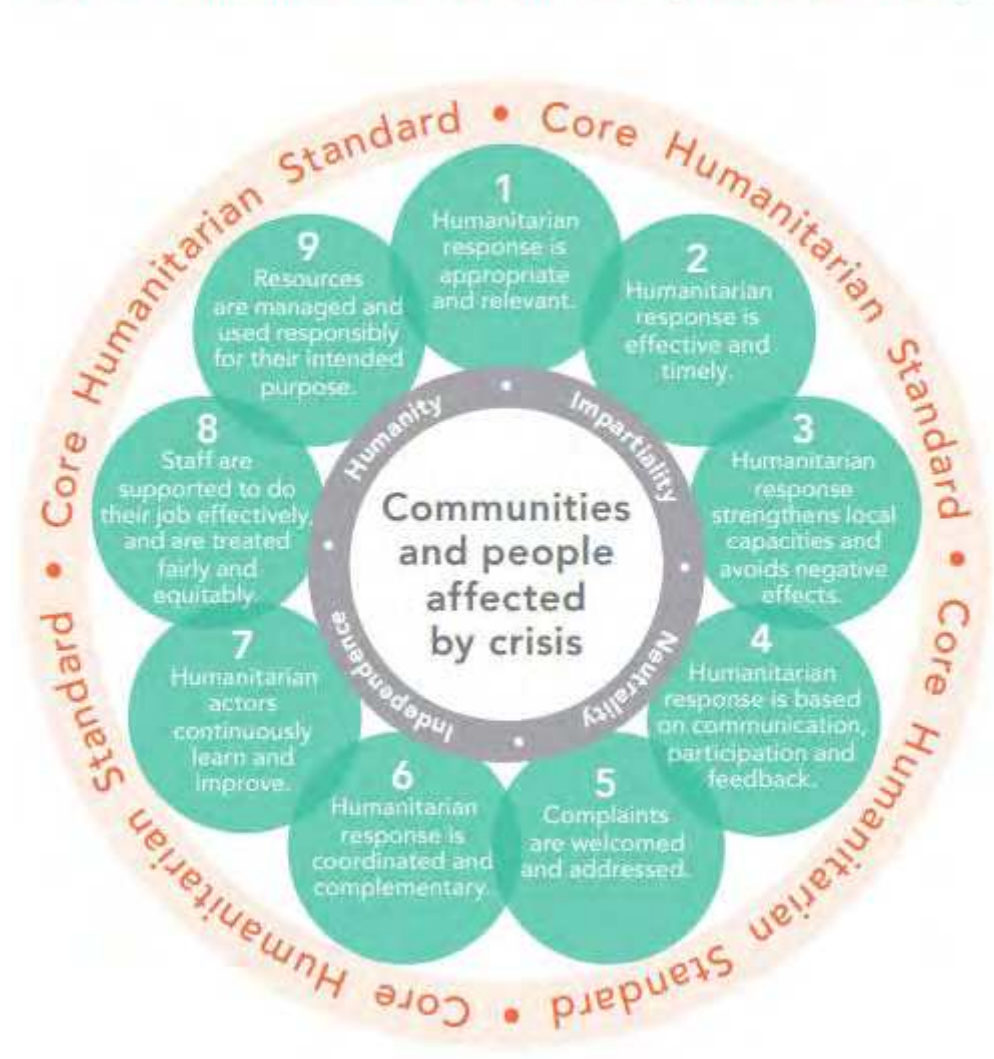 Core Humanitarian Standard • Core Humanitarian Standard • Core Humanitarian Standard • Core Humanitarian Standard •
1
Humanitarian
response is
appropriate
and relevant.
2
Humanitarian
response is
effective and
timely.
3
Humanitarian
response
strengthens local
capacities and
avoids negative
effects.
4
Humanitarian
response is based
on communication,
participation and
feedback.
5
Complaints
are welcomed
and addressed.
6
Humanitarian
response is
coordinated and
complementary.
7
Humanitarian
actors
continuously
learn and
improve.
8
Staff are
supported to do
their job effectively,
and are treated
fairly and
equitably.
9
Resources
are managed and
used responsibly
for their intended
purpose.
Humanity • Impartiality • Neutrality • Independence •
Communities
and people
affected
by crisis